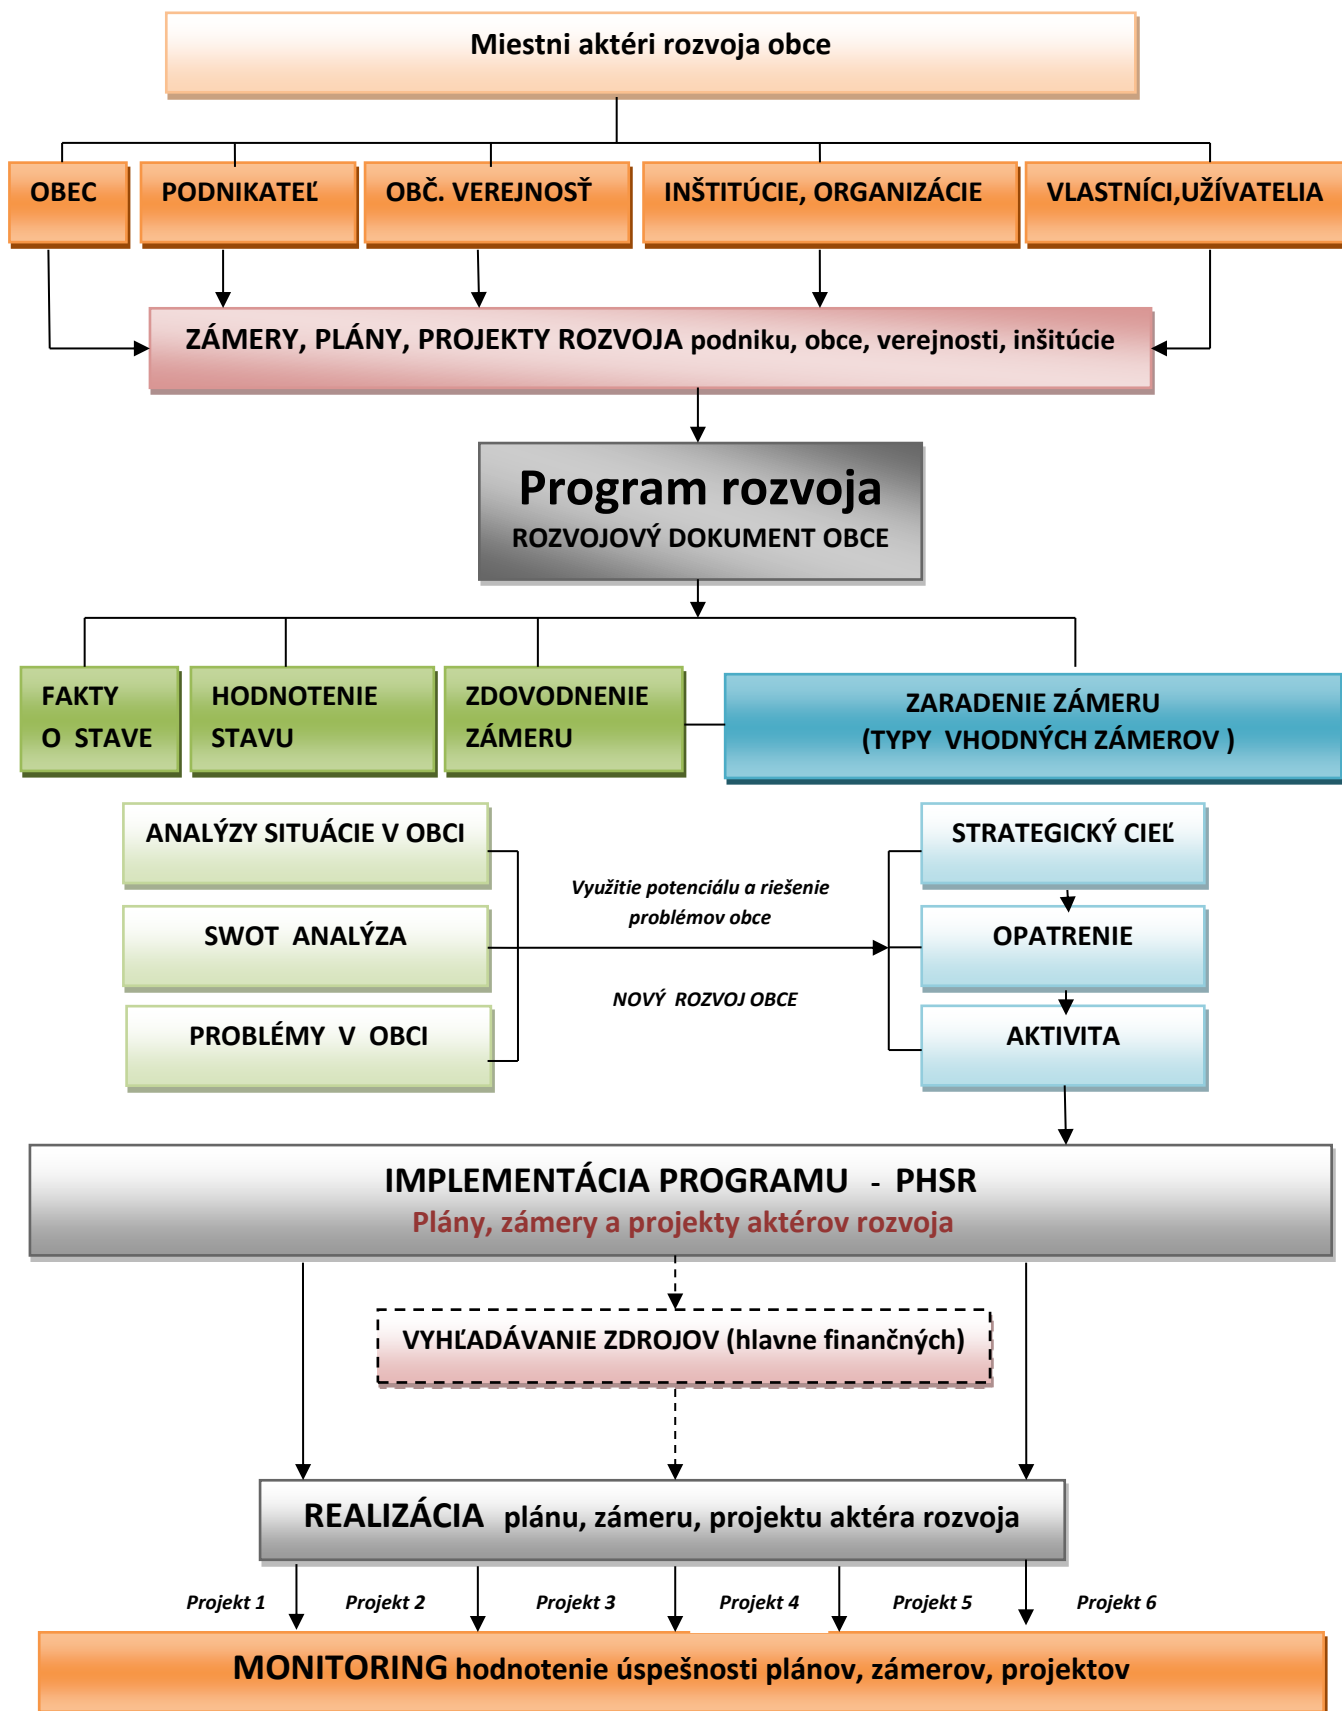 Miestni aktéri rozvoja obce
OBEC
PODNIKATEĽ
OBČ. VEREJNOSŤ
INŠTITÚCIE, ORGANIZÁCIE
VLASTNÍCI,UŽÍVATELIA
ZÁMERY, PLÁNY, PROJEKTY ROZVOJA podniku, obce, verejnosti, inšitúcie
Program rozvoja
ROZVOJOVÝ DOKUMENT OBCE
FAKTY
O STAVE
HODNOTENIE
STAVU
ZDOVODNENIE
ZÁMERU
ZARADENIE ZÁMERU
(TYPY VHODNÝCH ZÁMEROV )
ANALÝZY SITUÁCIE V OBCI
SWOT ANALÝZA
PROBLÉMY V OBCI
Využitie potenciálu a riešenie
problémov obce
NOVÝ ROZVOJ OBCE
STRATEGICKÝ CIEĽ
OPATRENIE
AKTIVITA
IMPLEMENTÁCIA PROGRAMU - PHSR
Plány, zámery a projekty aktérov rozvoja
VYHĽADÁVANIE ZDROJOV (hlavne finančných)
REALIZÁCIA plánu, zámeru, projektu aktéra rozvoja
Projekt 1
Projekt 2
Projekt 3
Projekt 4
Projekt 5
Projekt 6
MONITORING hodnotenie úspešnosti plánov, zámerov, projektov